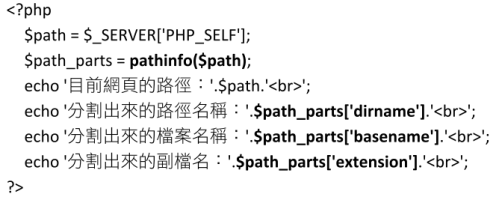 <?php
$path = $_SERVER['PHP_SELF'];
$path_parts = pathinfo($path);
echo '目前網頁的路徑：'.$path.'<br>';
echo '分割出來的路徑名稱：'.$path_parts['dirname'].'<br>';
echo '分割出來的檔案名稱：'.$path_parts['basename'].'<br>';
echo '分割出來的副檔名：'.$path_parts['extension'].'<br>';
?>